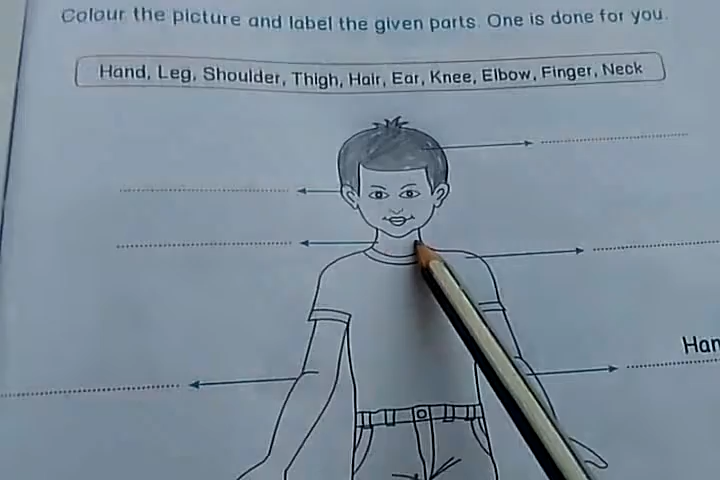 Colour the picture and label the given parts. One is done for you.
Hand, Leg, Shoulder, Thigh, Hair, Ear, Knee, Elbow, Finger, Neck
Han